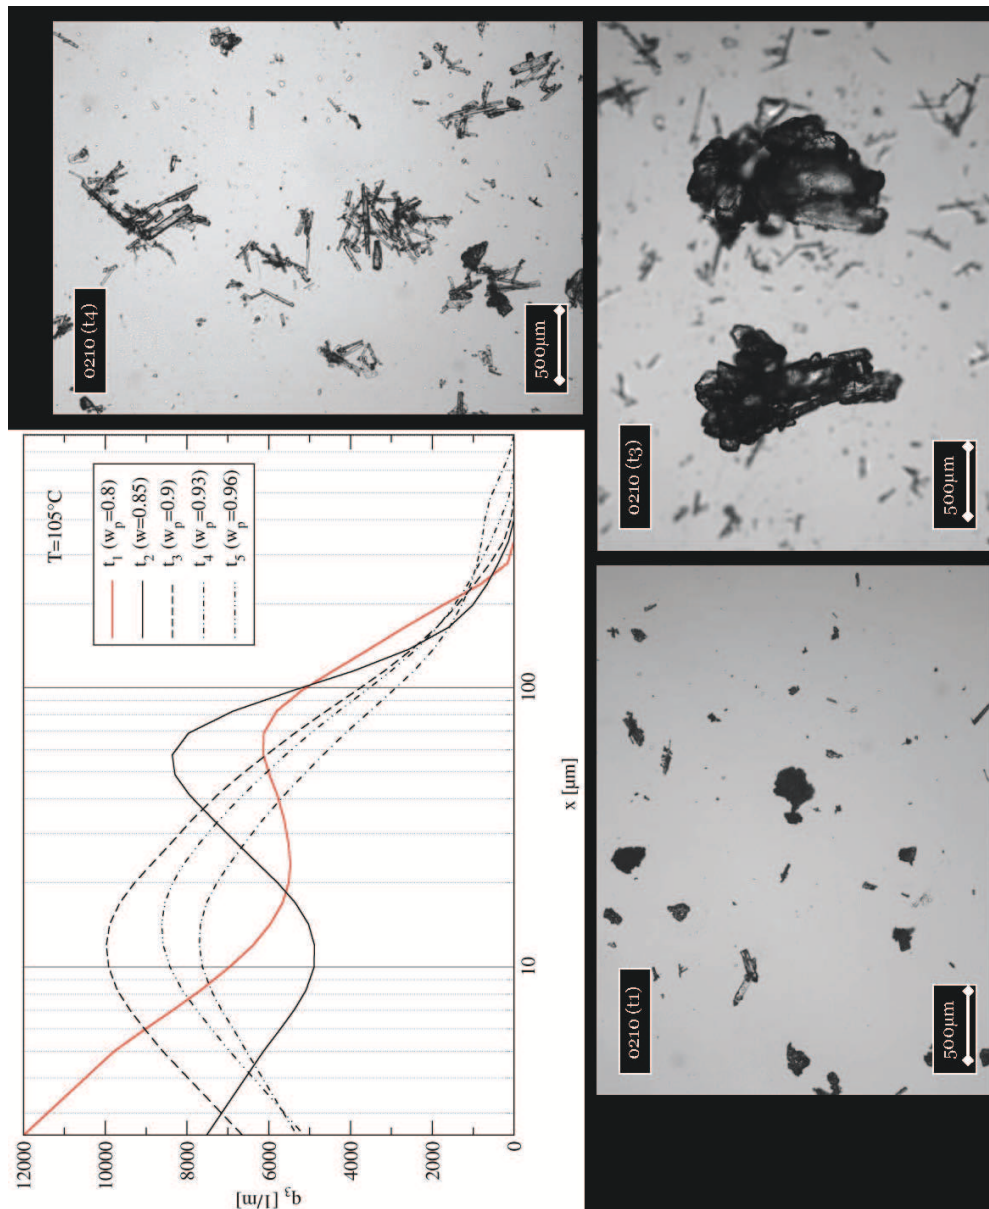 12000
10000
8000
6000
4000
2000
0
q₃ [1/m]
10
100
x [µm]
T=105°C
t₁ (wₚ=0.8)
t₂ (w=0.85)
t₃ (wₚ=0.9)
t₄ (wₚ=0.93)
t₅ (wₚ=0.96)
0210 (t4)
500µm
0210 (t1)
500µm
0210 (t3)
500µm